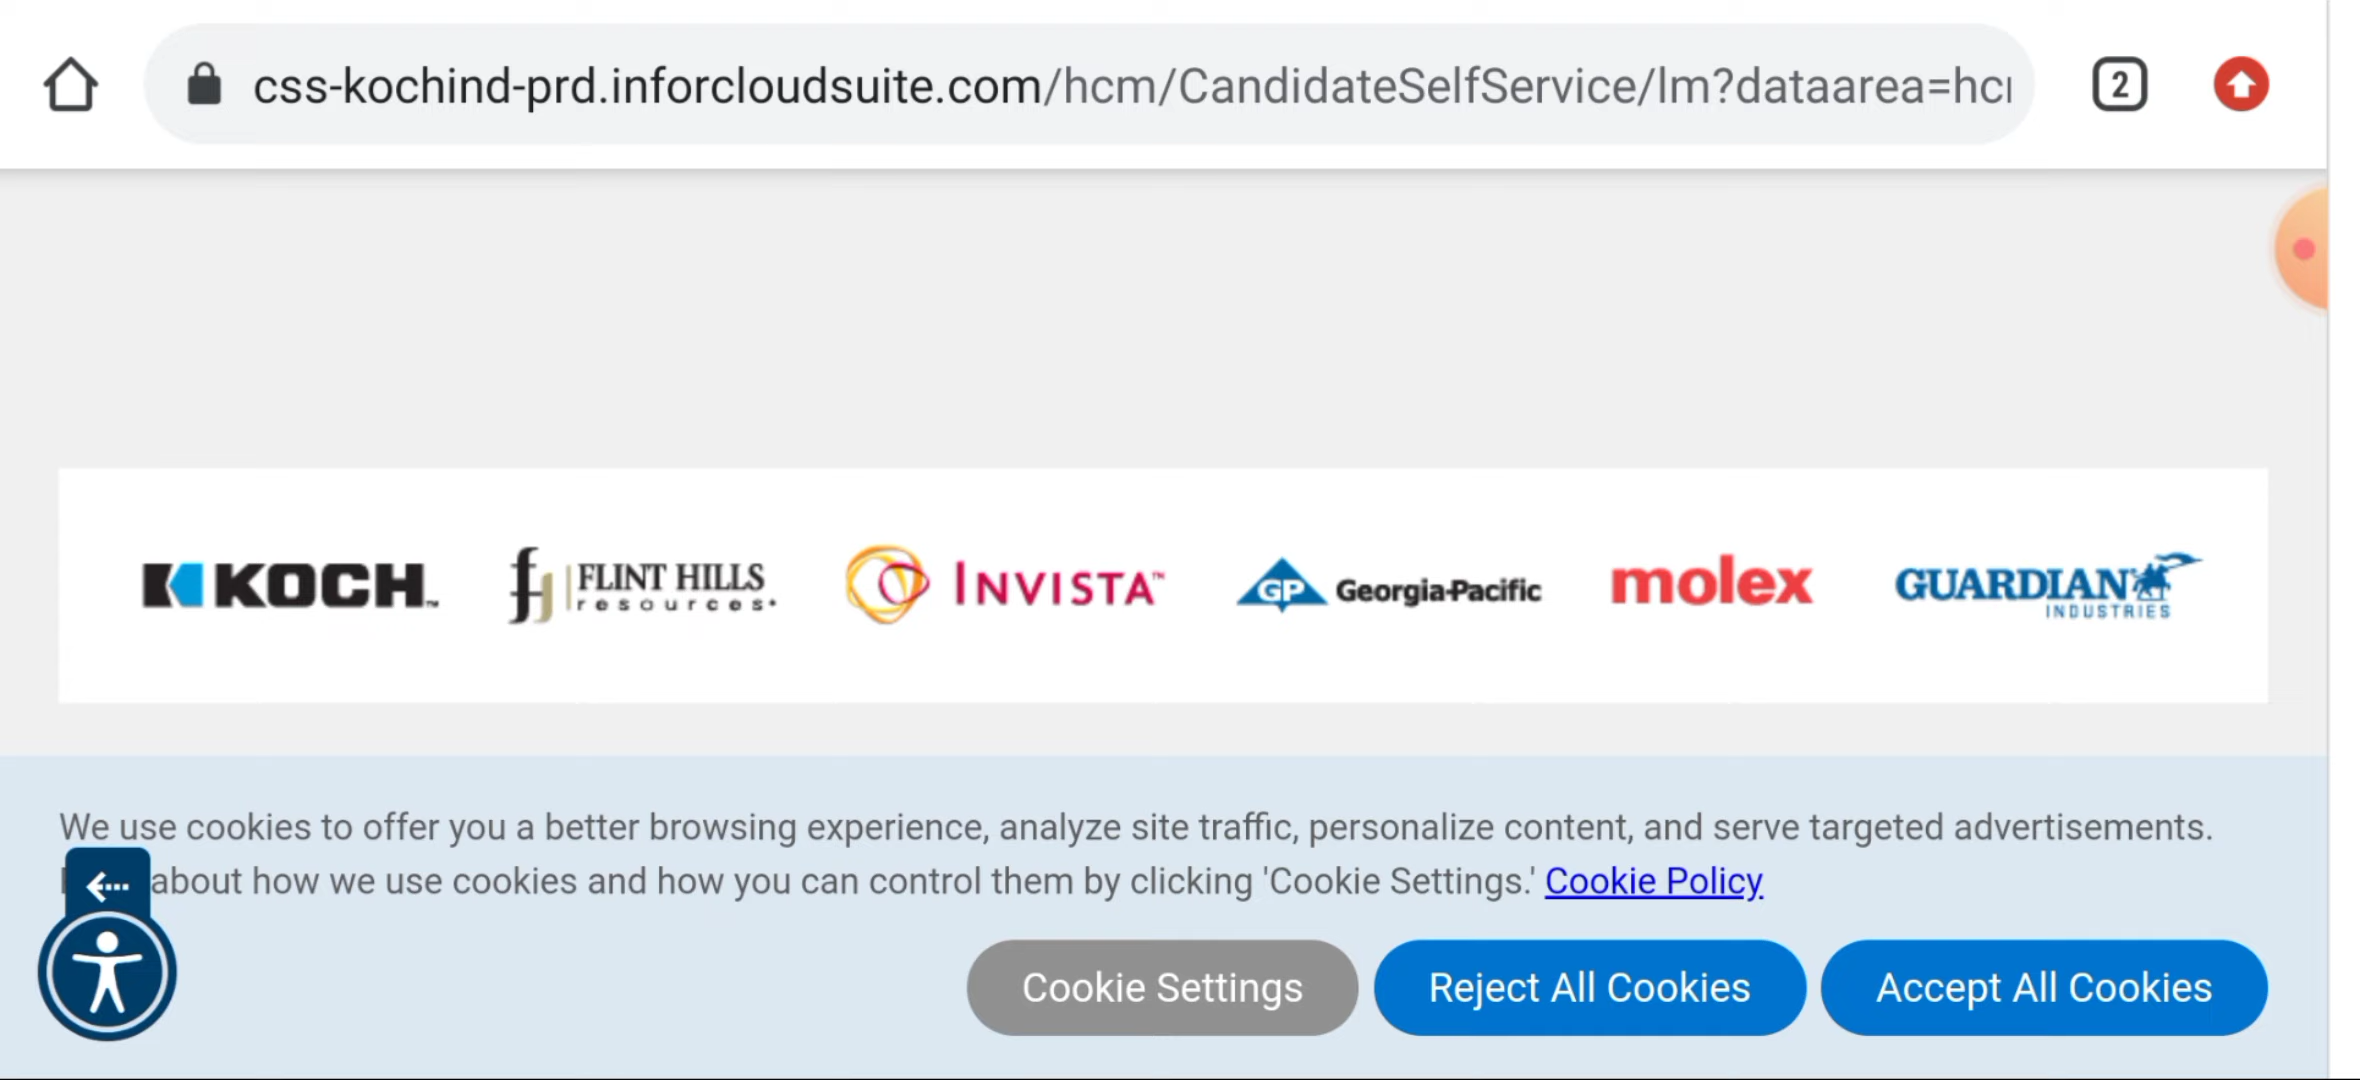 css-kochind-prd.inforcloudsuite.com/hcm/CandidateSelfService/lm?dataarea=hc
2
KOCH™
FLINT HILLS
resources
INVISTA™
GP Georgia-Pacific
molex
GUARDIAN
INDUSTRIES
We use cookies to offer you a better browsing experience, analyze site traffic, personalize content, and serve targeted advertisements.
about how we use cookies and how you can control them by clicking 'Cookie Settings.' Cookie Policy
Cookie Settings
Reject All Cookies
Accept All Cookies